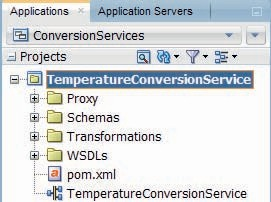 Applications
Application Servers
ConversionServices
Projects
TemperatureConversionService
Proxy
Schemas
Transformations
WSDLs
pom.xml
TemperatureConversionService